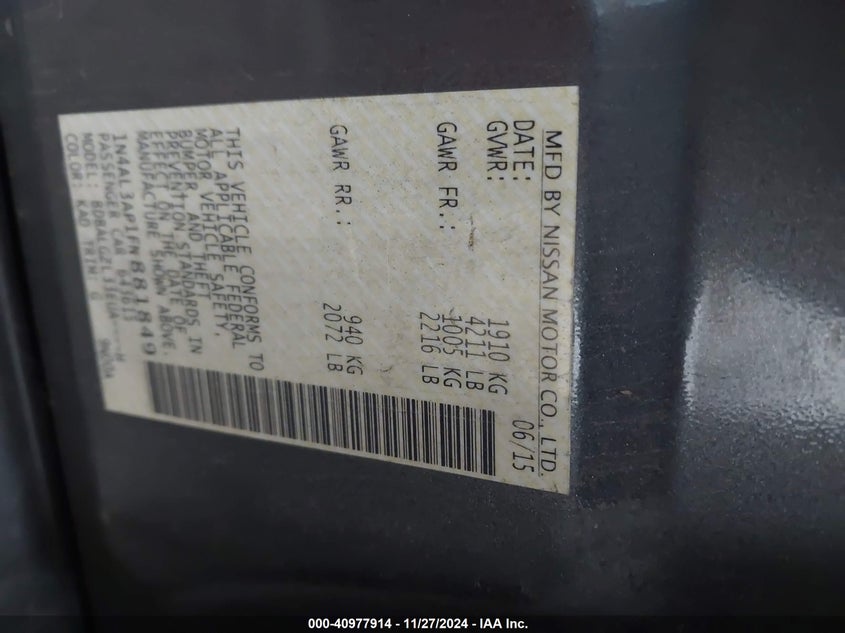 MFD BY NISSAN MOTOR CO., LTD.
DATE: 06/15
GVWR: 1910 KG
4211 LB
GAWR FR.: 1005 KG
2216 LB
GAWR RR.: 940 KG
2072 LB
THIS VEHICLE CONFORMS TO
ALL APPLICABLE FEDERAL
MOTOR VEHICLE SAFETY,
BUMPER, AND THEFT
PREVENTION STANDARDS IN
EFFECT ON THE DATE OF
MANUFACTURE SHOWN ABOVE.
1N4AL3AP1FN881849
PASSENGER CAR
MODEL:
COLOR: KAD TRIM: G
000-40977914 - 11/27/2024 - IAA Inc.